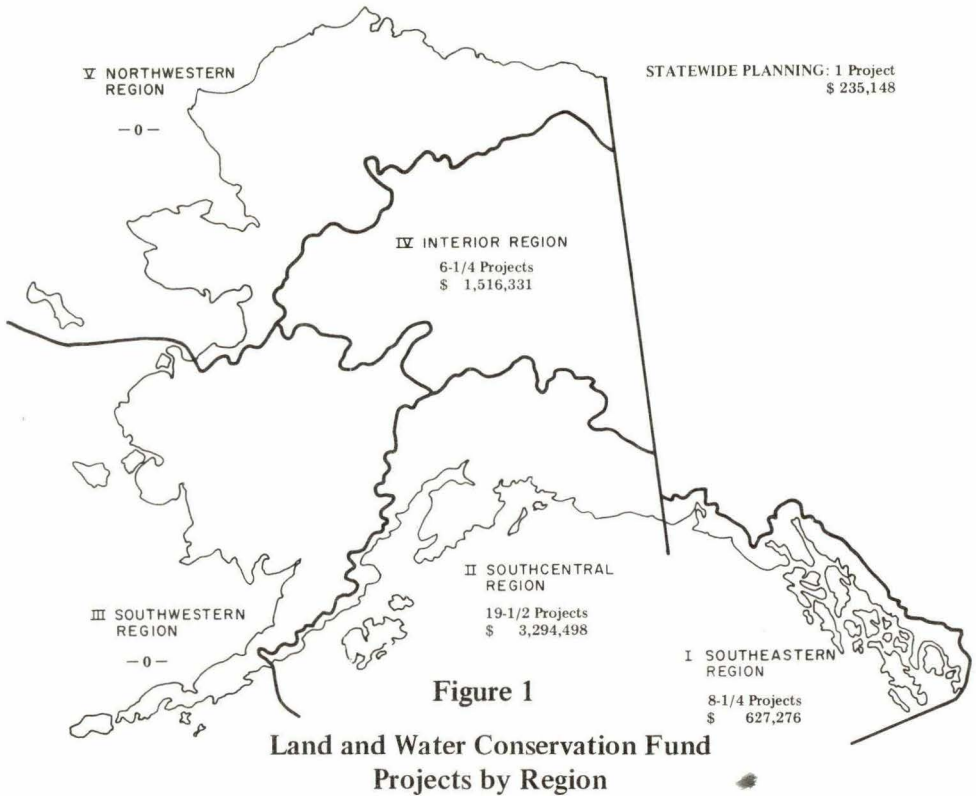 V NORTHWESTERN
REGION
—0—
STATEWIDE PLANNING: 1 Project
$ 235,148
IV INTERIOR REGION
6-1/4 Projects
$ 1,516,331
II SOUTHCENTRAL
REGION
19-1/2 Projects
$ 3,294,498
III SOUTHWESTERN
REGION
—0—
I SOUTHEASTERN
REGION
8-1/4 Projects
$ 627,276
Figure 1
Land and Water Conservation Fund
Projects by Region